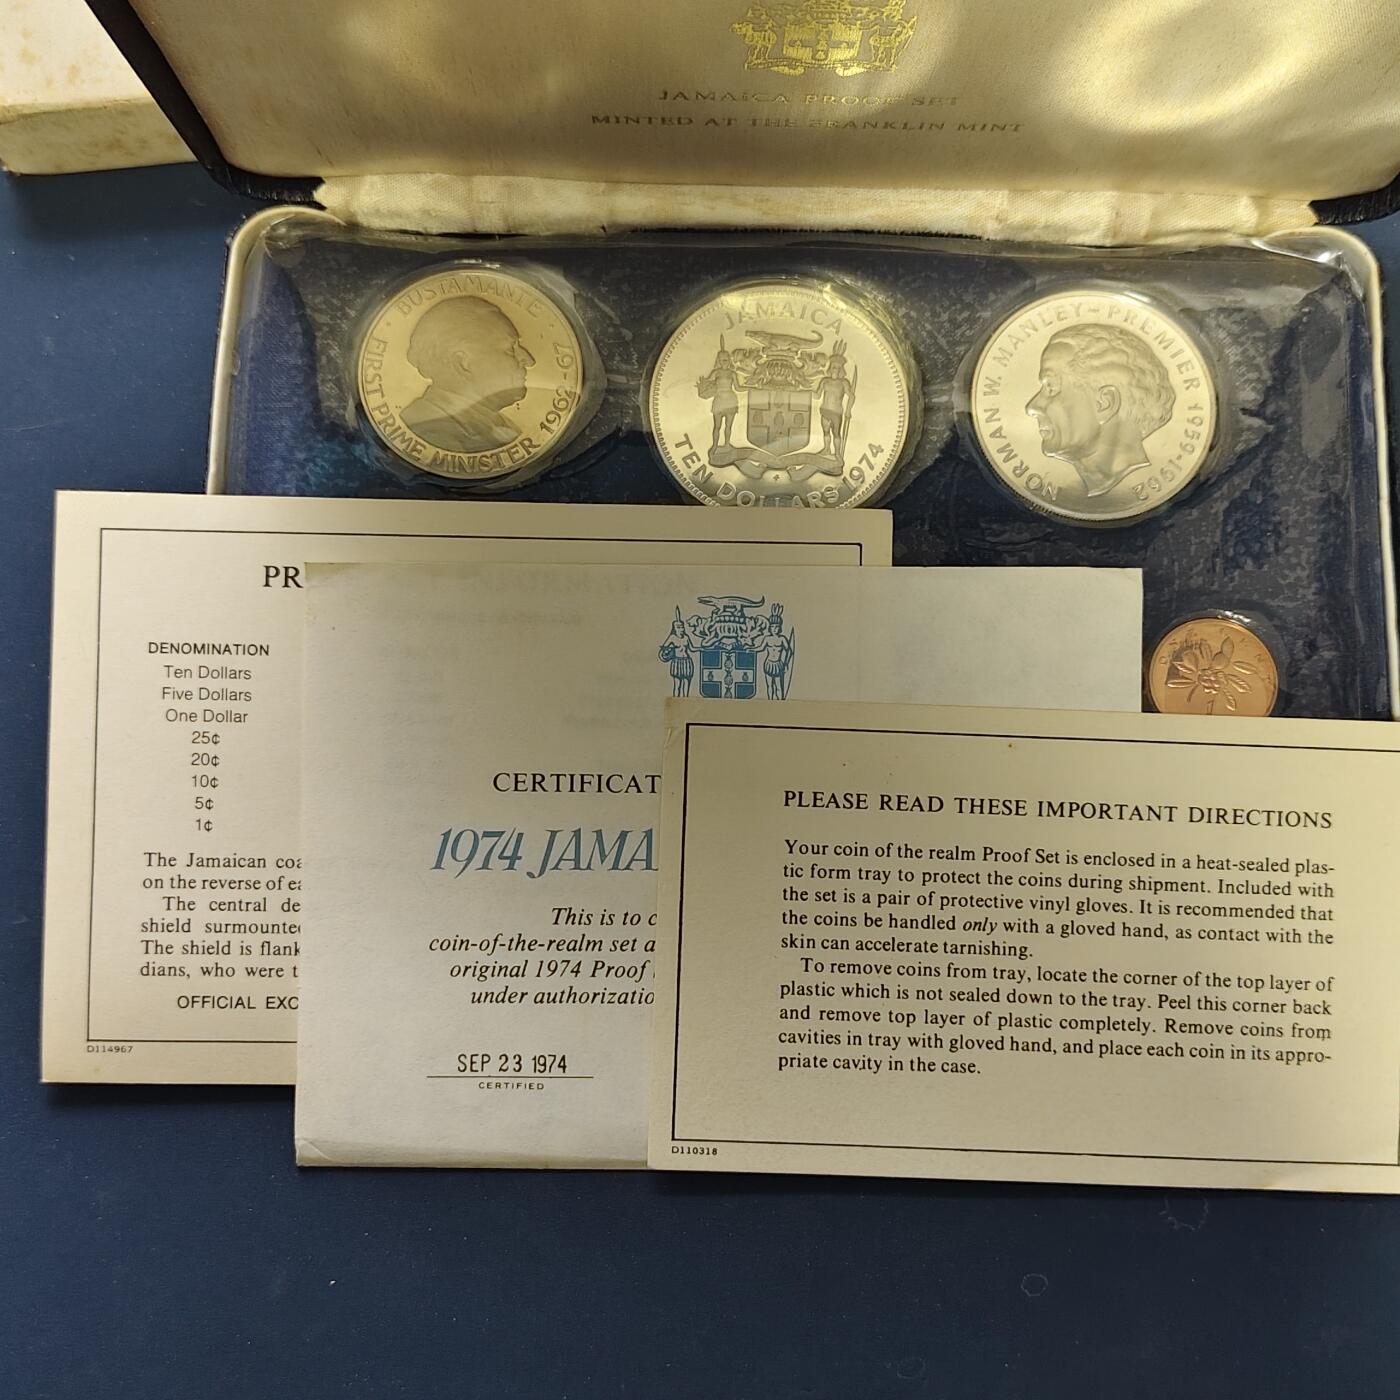 JAMAICA PROOF SET
MINTED AT THE FRANKLIN MINT
BUSTAMANTE · FIRST PRIME MINISTER 1962-67
JAMAICA
TEN DOLLARS 1974
NORMAN W. MANLEY-PREMIER 1959-1962
1
PR
DENOMINATION
Ten Dollars
Five Dollars
One Dollar
25¢
20¢
10¢
5¢
1¢
The Jamaican coa
on the reverse of ea
The central de
shield surmounted
The shield is flank
dians, who were t
OFFICIAL EXC
D114967
CERTIFICAT
1974 JAMA
This is to c
coin-of-the-realm set a
original 1974 Proof
under authorizatio
SEP 23 1974
CERTIFIED
PLEASE READ THESE IMPORTANT DIRECTIONS
Your coin of the realm Proof Set is enclosed in a heat-sealed plas-
tic form tray to protect the coins during shipment. Included with
the set is a pair of protective vinyl gloves. It is recommended that
the coins be handled only with a gloved hand, as contact with the
skin can accelerate tarnishing.
To remove coins from tray, locate the corner of the top layer of
plastic which is not sealed down to the tray. Peel this corner back
and remove top layer of plastic completely. Remove coins from
cavities in tray with gloved hand, and place each coin in its appro-
priate cavity in the case.
D110318